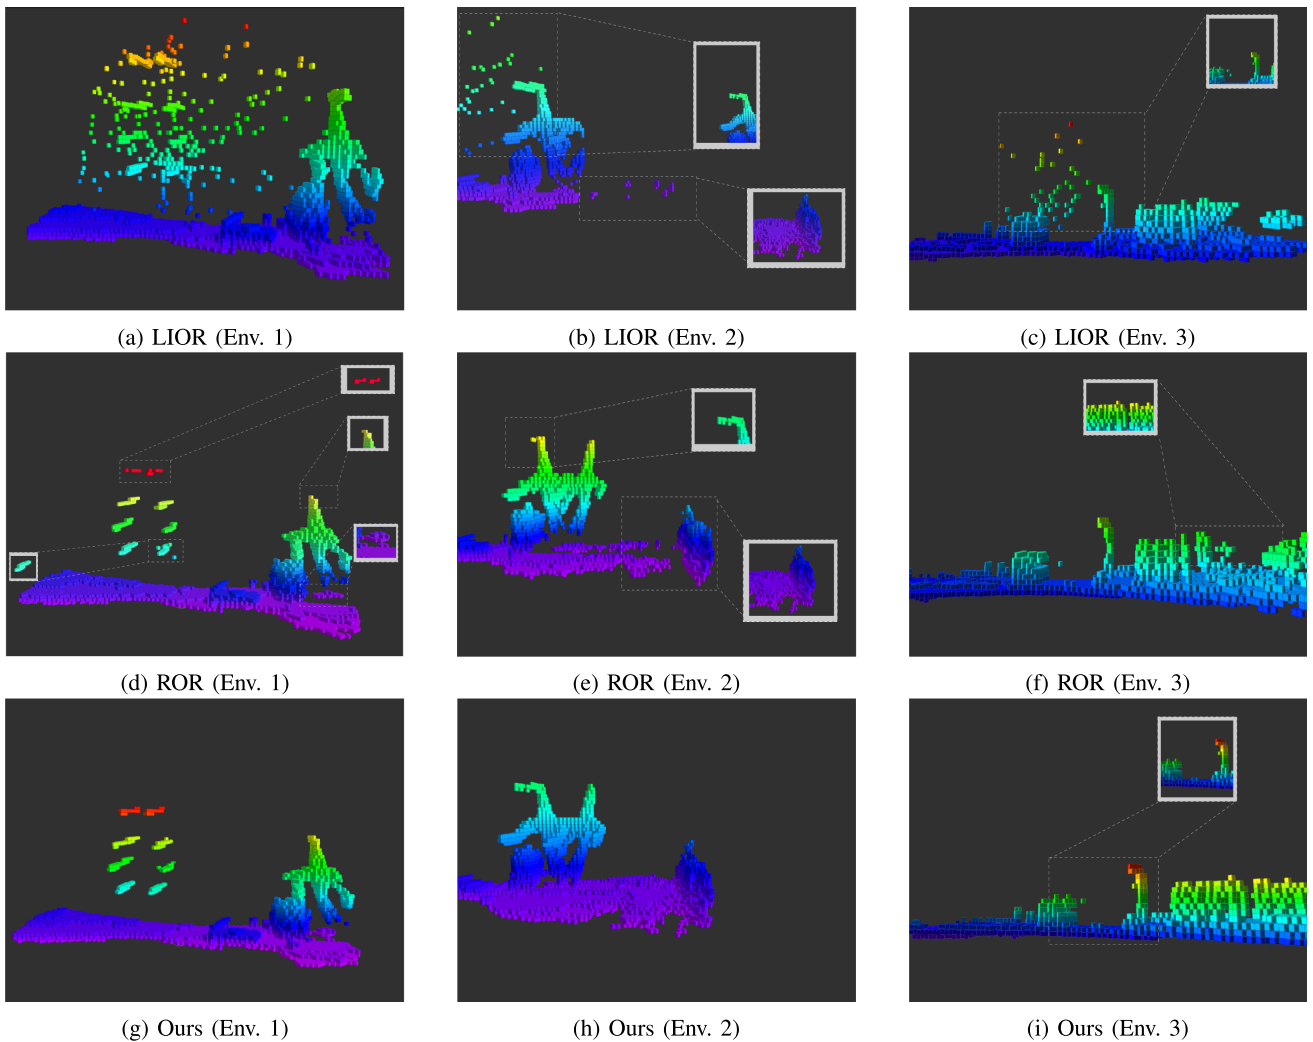 (a) LIOR (Env. 1)
(b) LIOR (Env. 2)
(c) LIOR (Env. 3)
(d) ROR (Env. 1)
(e) ROR (Env. 2)
(f) ROR (Env. 3)
(g) Ours (Env. 1)
(h) Ours (Env. 2)
(i) Ours (Env. 3)